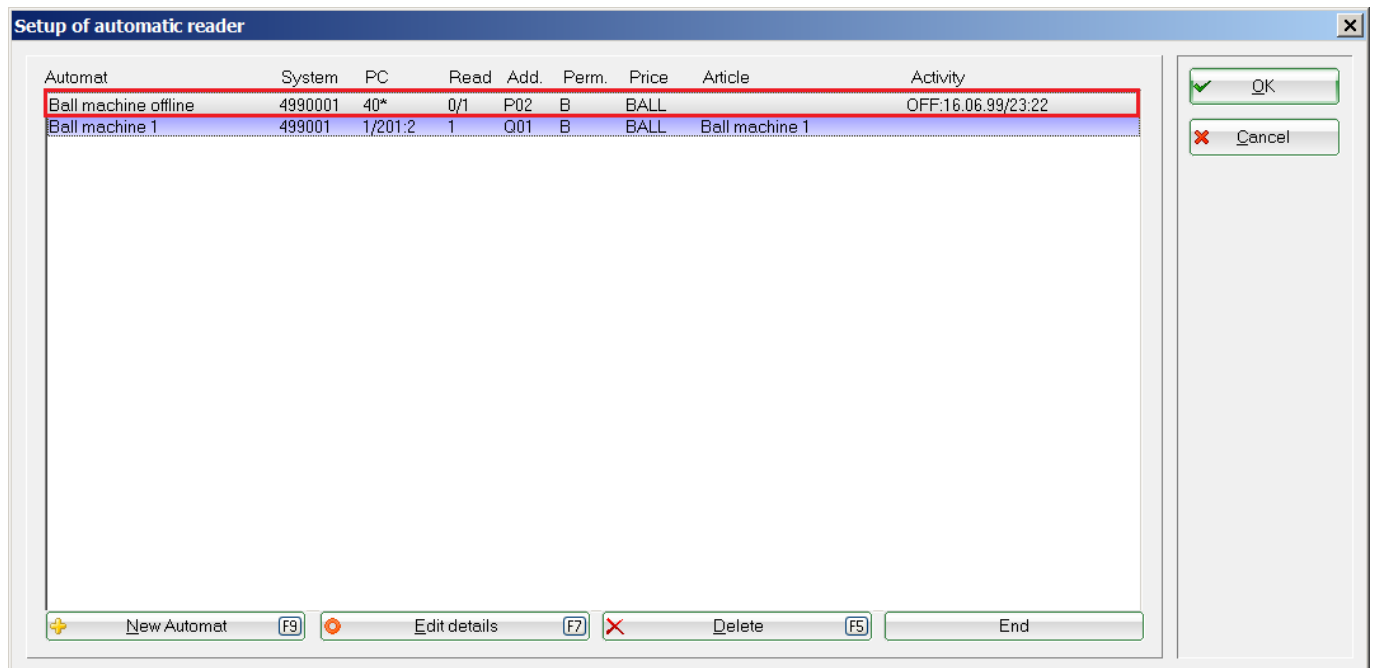 Setup of automatic reader
Automat System PC Read Add. Perm. Price Article Activity
Ball machine offline 4990001 40* 0/1 P02 B BALL OFF:16.06.99/23:22
Ball machine 1 499001 1/201:2 1 Q01 B BALL Ball machine 1
OK
Cancel
New Automat F9 Edit details F7 Delete F5 End